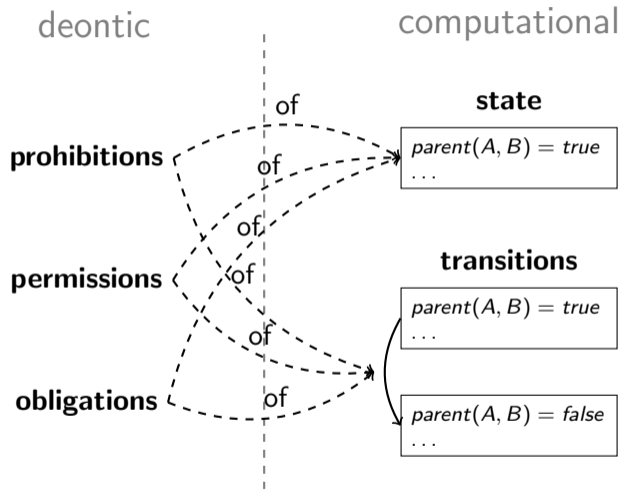 deontic
computational
prohibitions
permissions
obligations
of
of
of
of
of
of
state
parent(A, B) = true
...
transitions
parent(A, B) = true
...
parent(A, B) = false
...